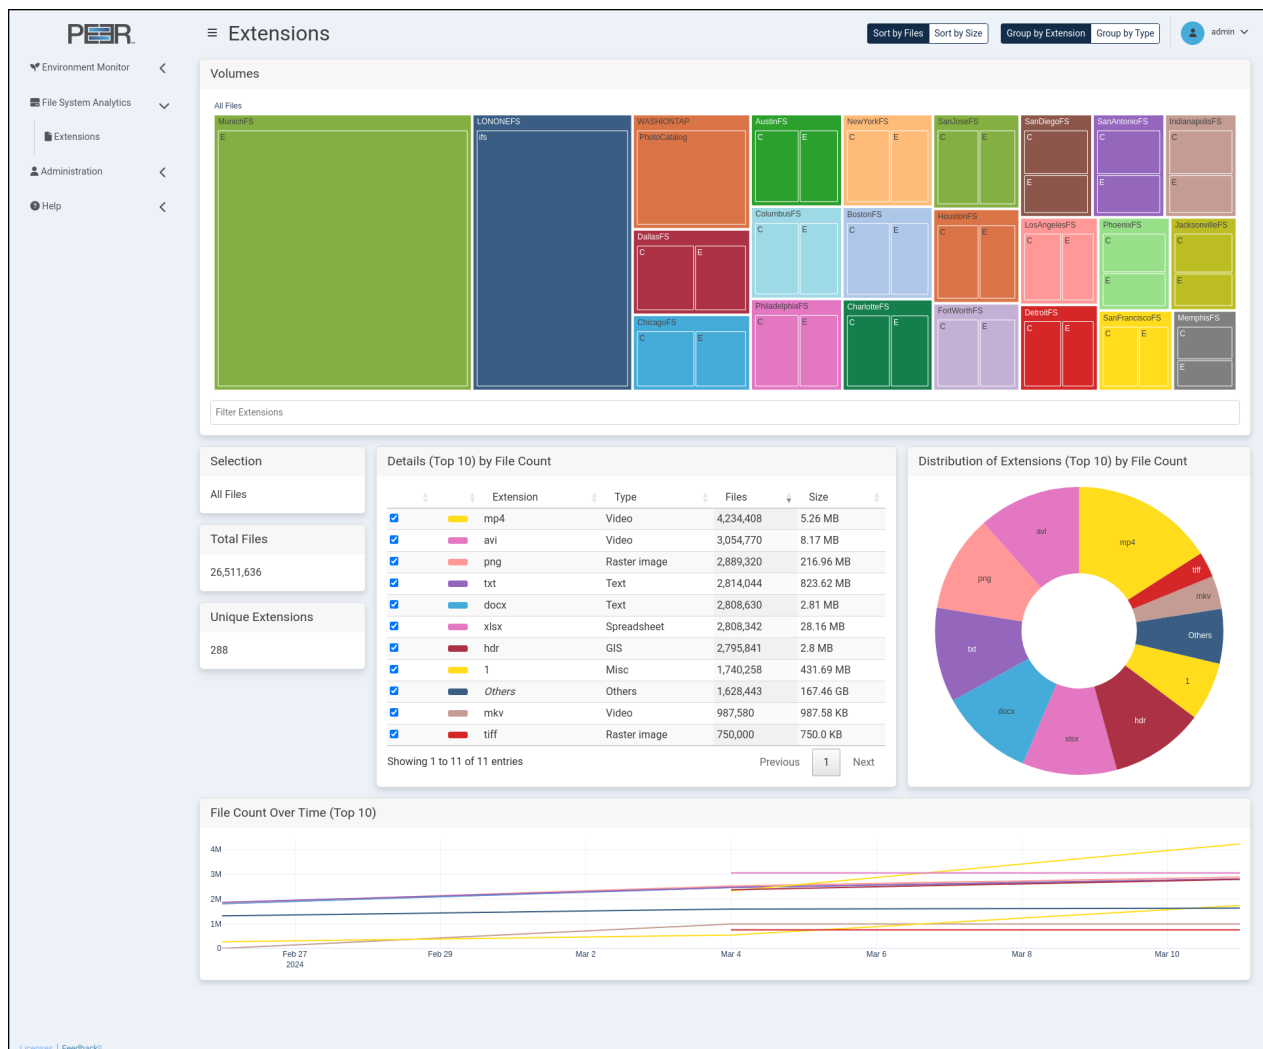 PEER
Extensions
Sort by Files Sort by Size Group by Extension Group by Type admin
Environment Monitor
File System Analytics
Extensions
Administration
Help
Volumes
All Files
MunichFS LONONEFS WASHIONTAP AustinFS NewYorkFS SanJoseFS SanDiegoFS SanAntonioFS IndianapolisFS
E ifs PhotoCatalog C E C E C E C C C
E E E
ColumbusFS BostonFS HoustonFS LosAngelesFS PhoenixFS JacksonvilleFS
C E C E C E C E C C
DallasFS
C E
E E
PhiladelphiaFS CharlotteFS FortWorthFS DetroitFS SanFranciscoFS MemphisFS
C E C E C E C E C E C
ChicagoFS
C E
E
Filter Extensions
Selection
All Files
Total Files
26,511,636
Unique Extensions
288
Details (Top 10) by File Count
Extension Type Files Size
mp4 Video 4,234,408 5.26 MB
avi Video 3,054,770 8.17 MB
png Raster image 2,889,320 216.96 MB
txt Text 2,814,044 823.62 MB
docx Text 2,808,630 2.81 MB
xlsx Spreadsheet 2,808,342 28.16 MB
hdr GIS 2,795,841 2.8 MB
1 Misc 1,740,258 431.69 MB
Others Others 1,628,443 167.46 GB
mkv Video 987,580 987.58 KB
tiff Raster image 750,000 750.0 KB
Showing 1 to 11 of 11 entries Previous 1 Next
Distribution of Extensions (Top 10) by File Count
avi
mp4
tiff
png
mkv
Others
txt
1
docx
hdr
xlsx
File Count Over Time (Top 10)
4M
3M
2M
1M
0
Feb 27 Feb 29 Mar 2 Mar 4 Mar 6 Mar 8 Mar 10
2024
Licenses | Feedback!!